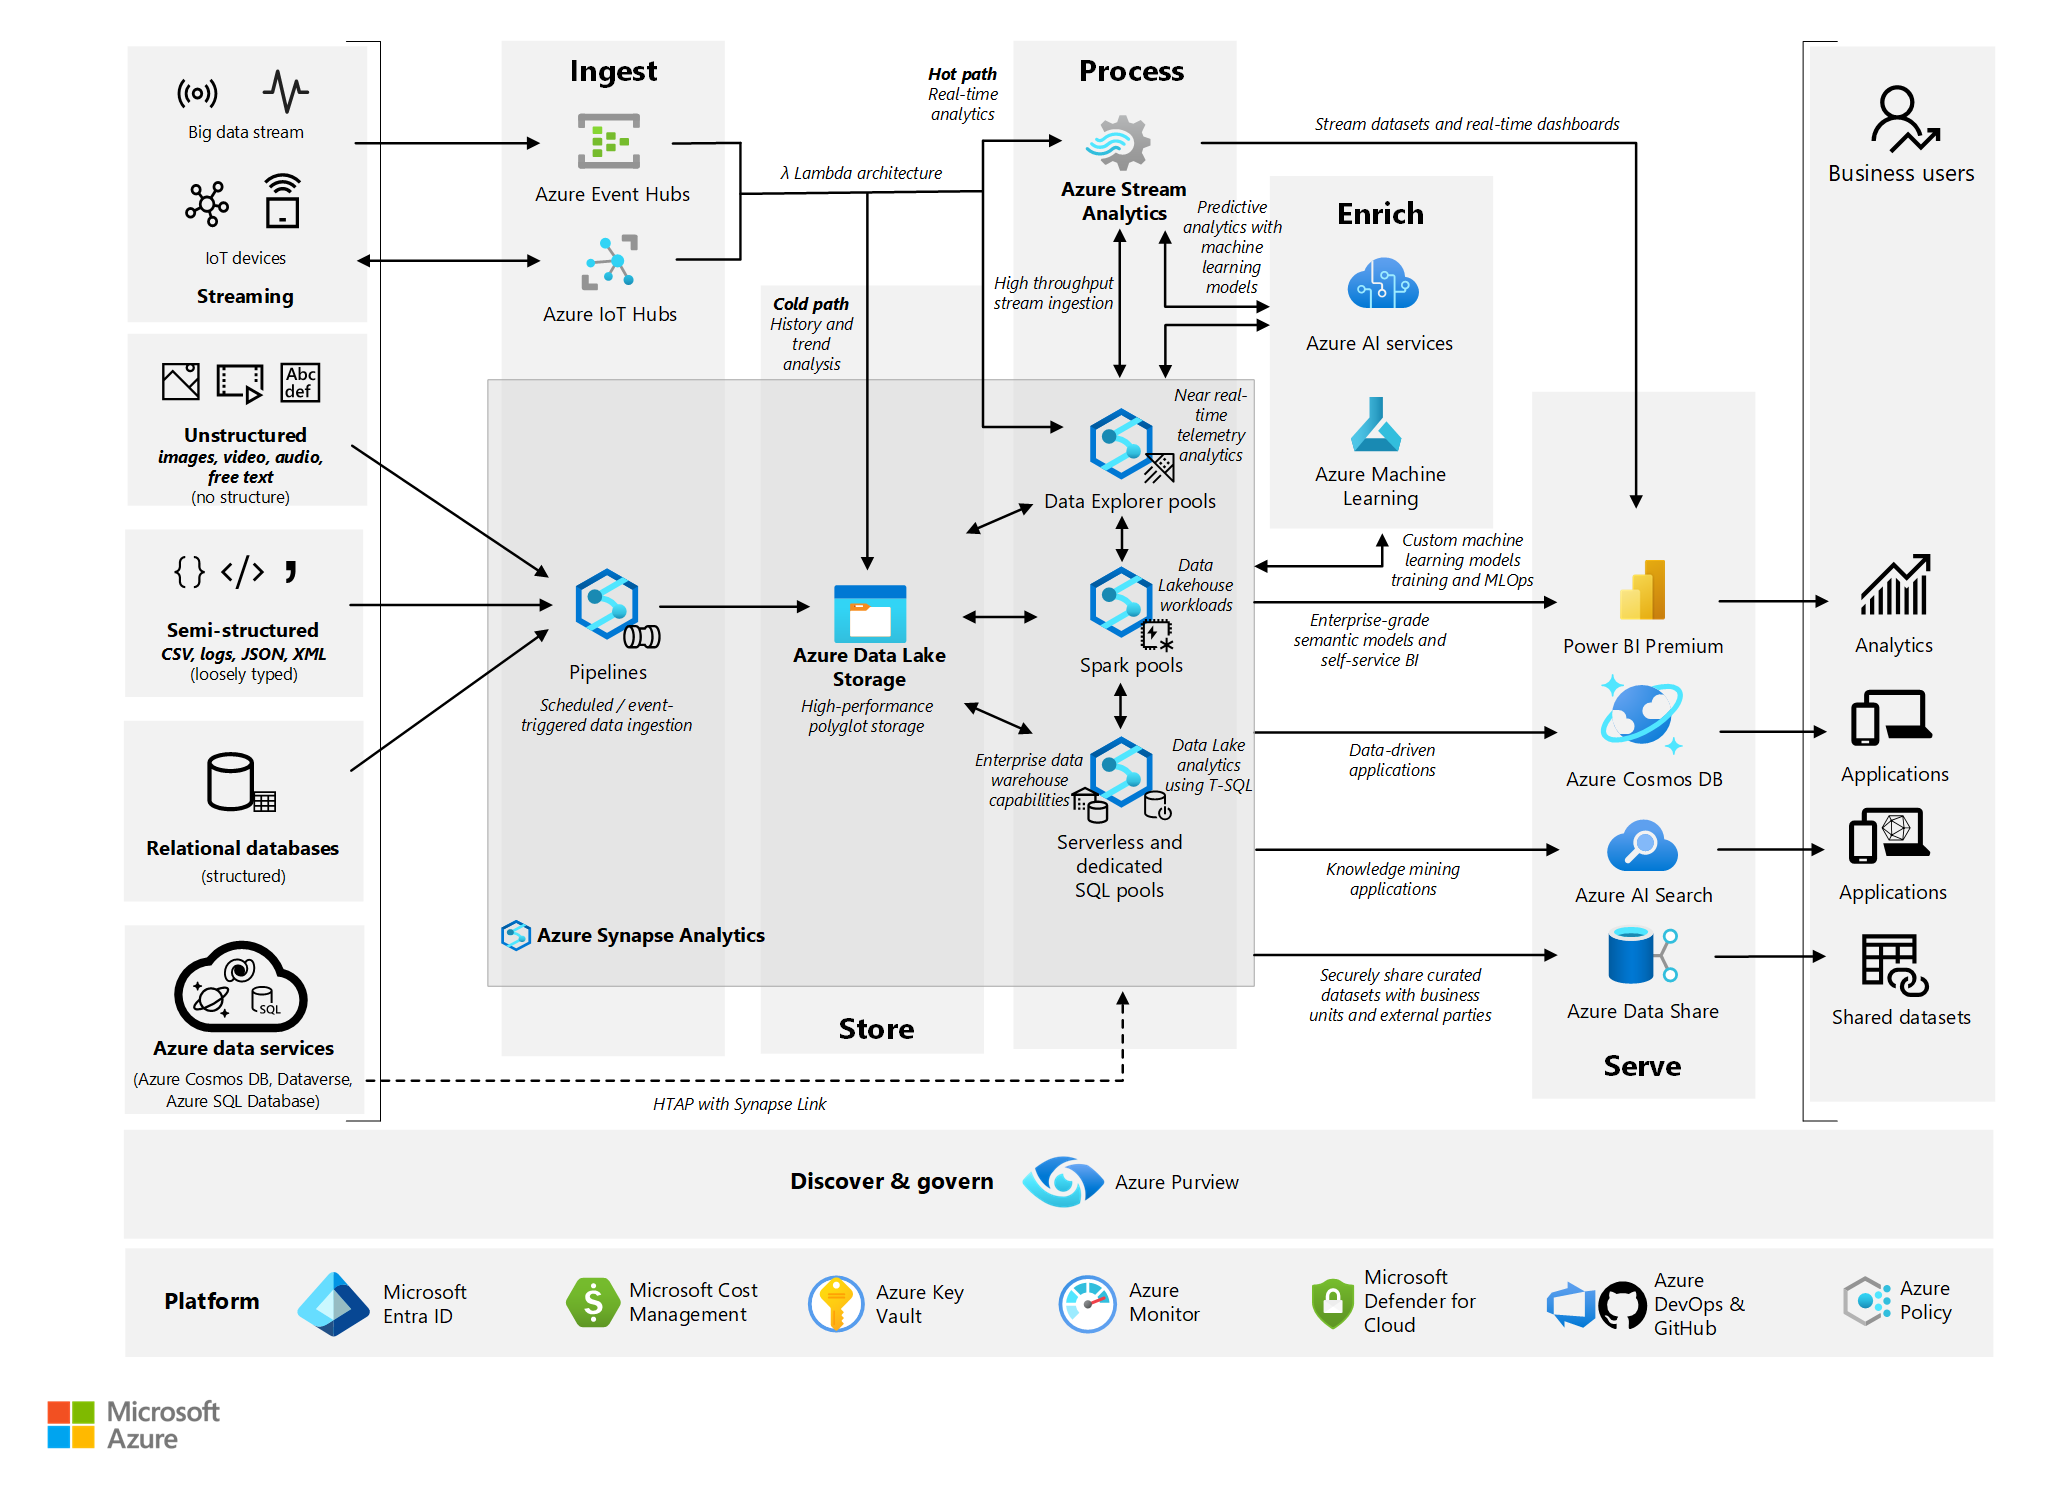 Big data stream
IoT devices
Streaming
Abc
def
Unstructured
images, video, audio,
free text
(no structure)
{ } </> ,
Semi-structured
CSV, logs, JSON, XML
(loosely typed)
Relational databases
(structured)
SQL
Azure data services
(Azure Cosmos DB, Dataverse,
Azure SQL Database)
Ingest
Azure Event Hubs
Azure IoT Hubs
λ Lambda architecture
Hot path
Real-time
analytics
Cold path
History and
trend
analysis
Pipelines
Scheduled / event-
triggered data ingestion
Azure Data Lake
Storage
High-performance
polyglot storage
Azure Synapse Analytics
Store
HTAP with Synapse Link
Process
Azure Stream
Analytics
High throughput
stream ingestion
Predictive
analytics with
machine
learning
models
Near real-
time
telemetry
analytics
Data Explorer pools
Data
Lakehouse
workloads
Spark pools
Enterprise data
warehouse
capabilities
Data Lake
analytics
using T-SQL
Serverless and
dedicated
SQL pools
Stream datasets and real-time dashboards
Enrich
Azure AI services
Azure Machine
Learning
Custom machine
learning models
training and MLOps
Enterprise-grade
semantic models and
self-service BI
Data-driven
applications
Knowledge mining
applications
Securely share curated
datasets with business
units and external parties
Power BI Premium
Azure Cosmos DB
Azure AI Search
Azure Data Share
Serve
Business users
Analytics
Applications
Applications
Shared datasets
Discover & govern
Azure Purview
Platform
Microsoft
Entra ID
$
Microsoft Cost
Management
Azure Key
Vault
Azure
Monitor
Microsoft
Defender for
Cloud
Azure
DevOps &
GitHub
Azure
Policy
Microsoft
Azure